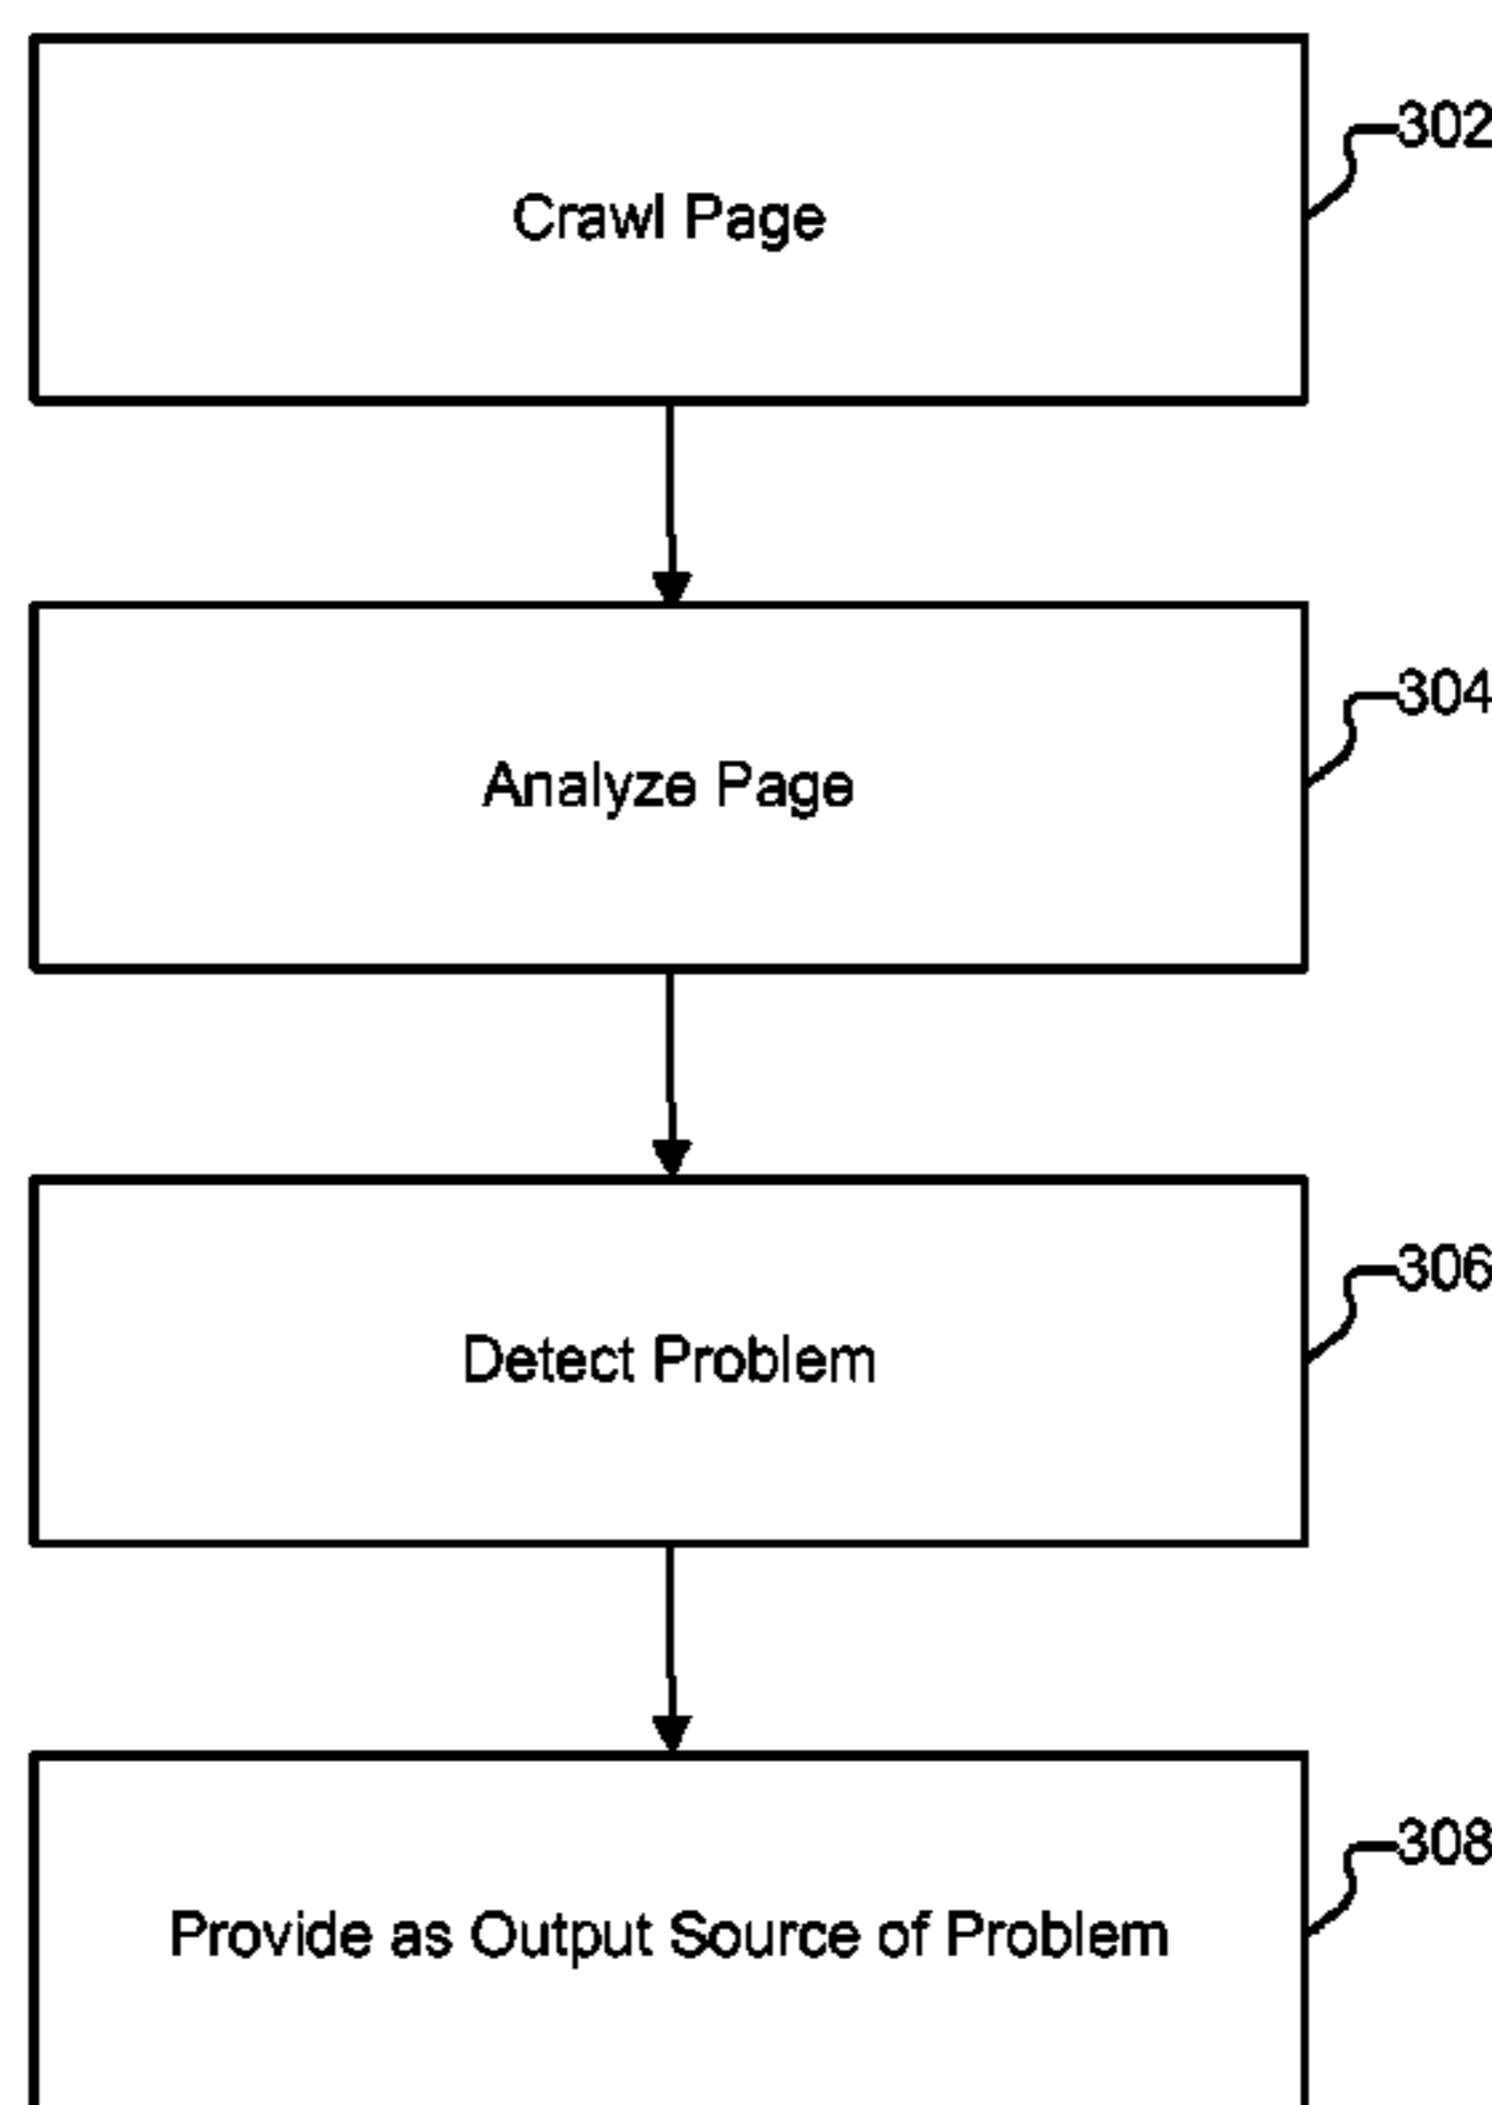 302
Crawl Page
304
Analyze Page
306
Detect Problem
308
Provide as Output Source of Problem